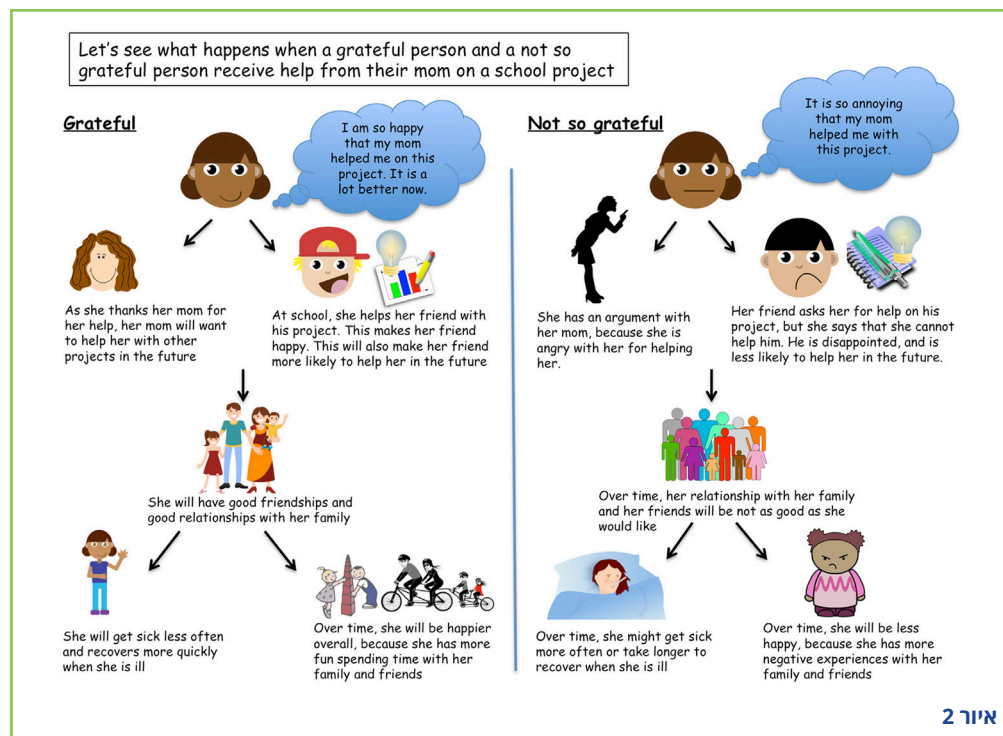 Let's see what happens when a grateful person and a not so
grateful person receive help from their mom on a school project
Grateful
I am so happy
that my mom
helped me on this
project. It is a
lot better now.
As she thanks her mom for
her help, her mom will want
to help her with other
projects in the future
At school, she helps her friend with
his project. This makes her friend
happy. This will also make her friend
more likely to help her in the future
She will have good friendships and
good relationships with her family
She will get sick less often
and recovers more quickly
when she is ill
Over time, she will be happier
overall, because she has more
fun spending time with her
family and friends
Not so grateful
It is so annoying
that my mom
helped me with
this project.
She has an argument with
her mom, because she is
angry with her for helping
her.
Her friend asks her for help on his
project, but she says that she cannot
help him. He is disappointed, and is
less likely to help her in the future.
Over time, her relationship with her family
and her friends will be not as good as she
would like
Over time, she might get sick
more often or take longer to
recover when she is ill
Over time, she will be less
happy, because she has more
negative experiences with her
family and friends
איור 2